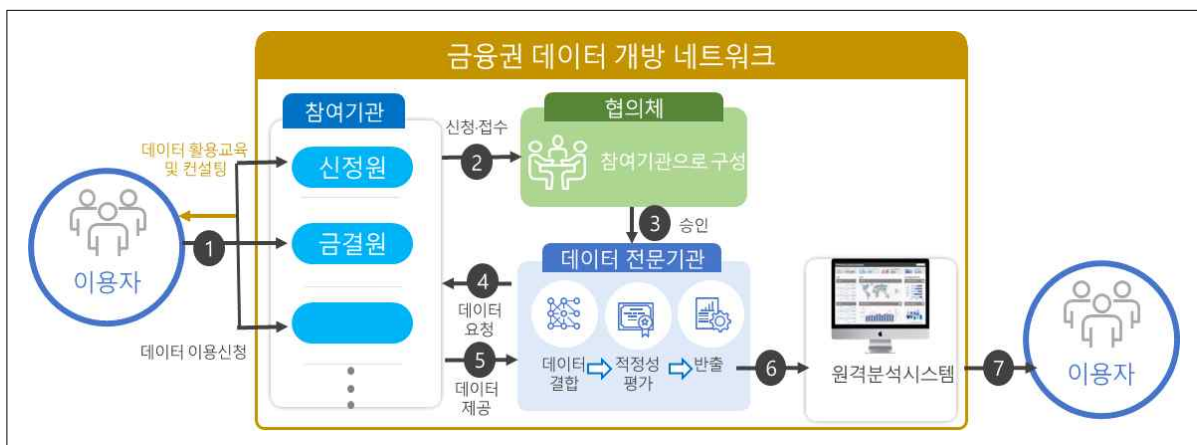 금융권 데이터 개방 네트워크
참여기관
협의체
신청·접수
데이터 활용교육
및 컨설팅
신정원
2
참여기관으로 구성
3
승인
1
금결원
데이터 전문기관
이용자
4
데이터
요청
이용자
데이터 이용신청
5
데이터
제공
데이터
결합
적정성
평가
반출
6
원격분석시스템
7